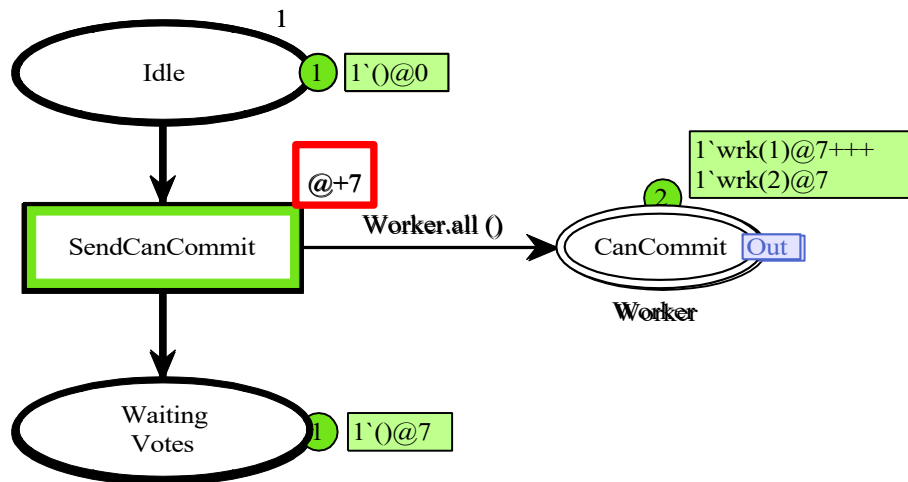 1
Idle
1
1`()@0
@+7
1`wrk(1)@7+++
1`wrk(2)@7
2
SendCanCommit
Worker.all ()
CanCommit
Out
Worker
Waiting
Votes
1
1`()@7